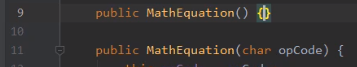 9 public MathEquation() {}
10
11 public MathEquation(char opCode) {